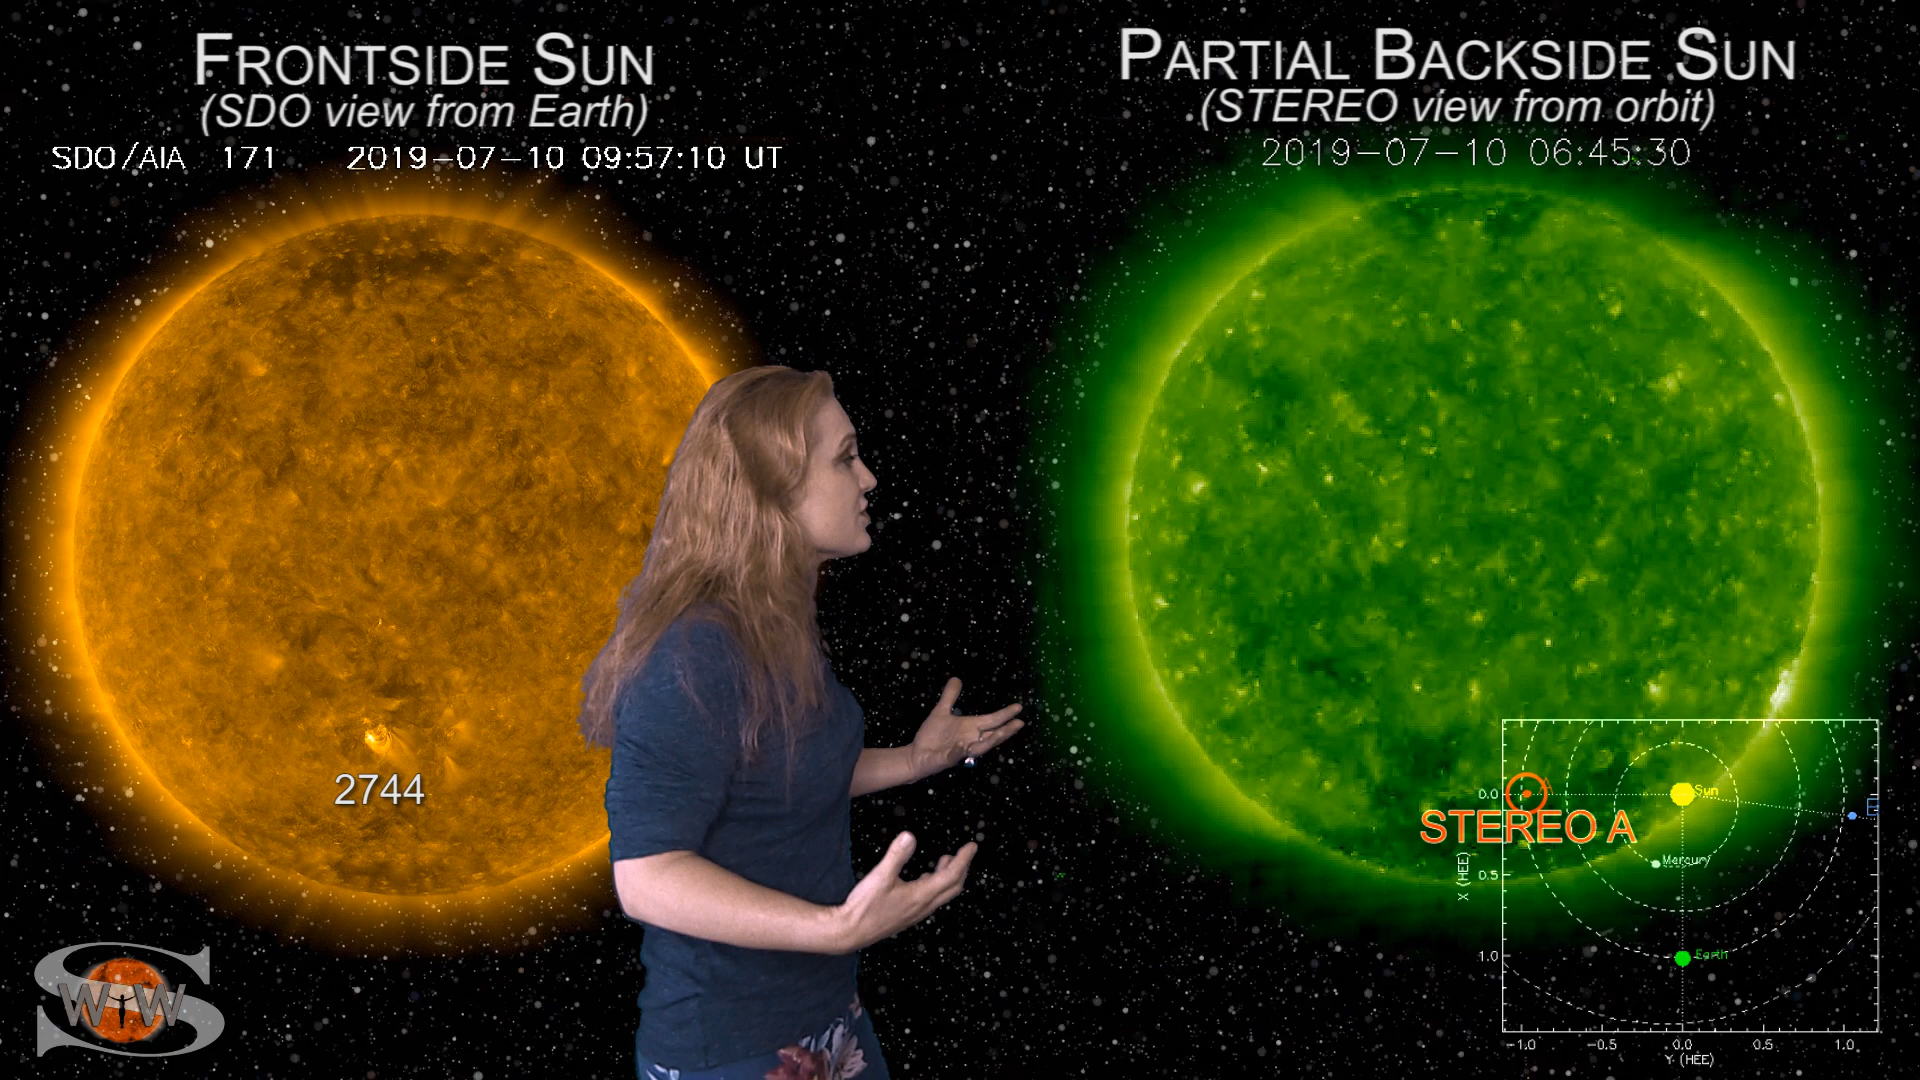 FRONTSIDE SUN
(SDO view from Earth)
SDO/AIA 171 2019-07-10 09:57:10 UT
2744
PARTIAL BACKSIDE SUN
(STEREO view from orbit)
2019-07-10 06:45:30
A
0.0
Sun
STEREO A
Mercury
0.5
X (HEE)
1.0
Earth
-1.0 -0.5 0.0 0.5 1.0
Y (HEE)
S
WW